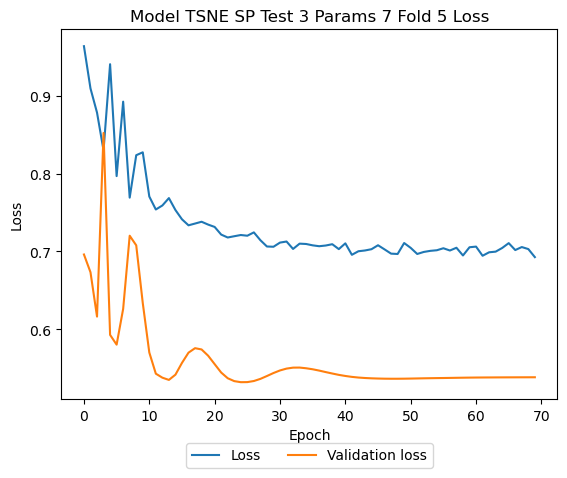 Model TSNE SP Test 3 Params 7 Fold 5 Loss
Loss
0.9
0.8
0.7
0.6
0 10 20 30 40 50 60 70
Epoch
Loss Validation loss